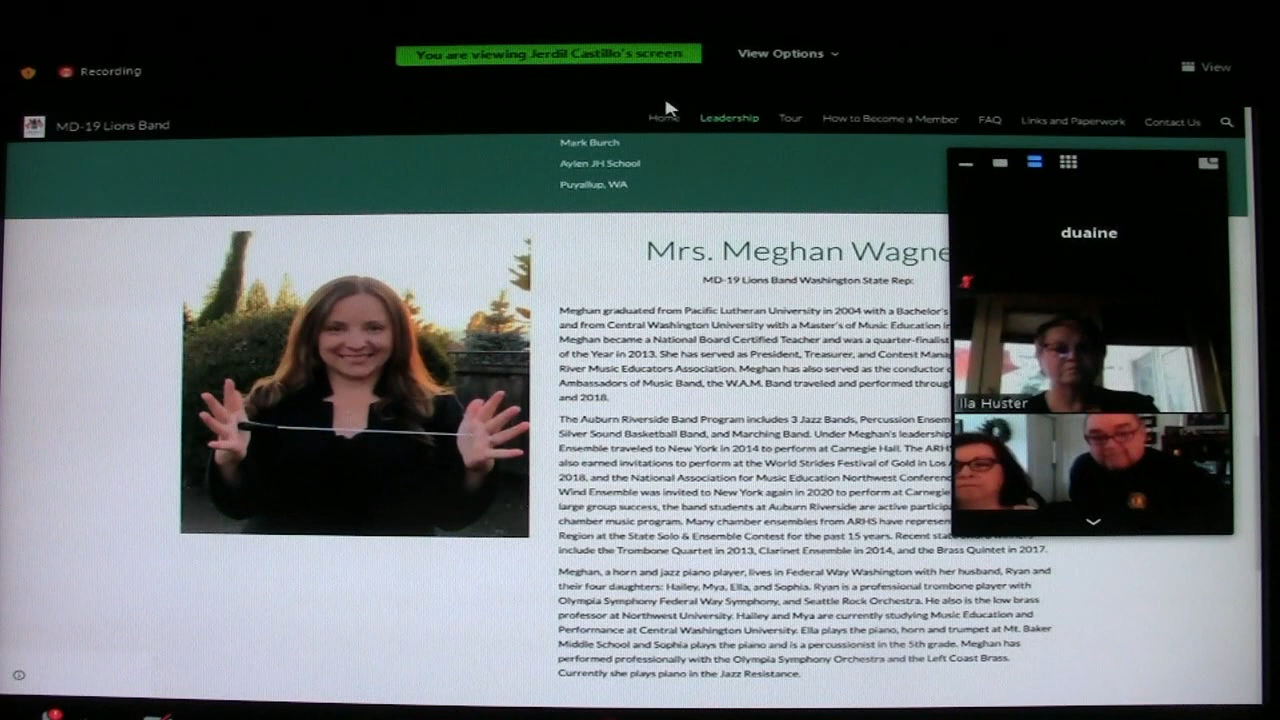 You are viewing Jerdil Castillo's screen
View Options
Recording
View
MD-19 Lions Band
Home
Leadership
Tour
How to Become a Member
FAQ
Links and Paperwork
Contact Us
Mark Burch
Aylen JH School
Puyallup, WA
duaine
Mrs. Meghan Wagne
MD-19 Lions Band Washington State Rep:
Meghan graduated from Pacific Lutheran University in 2004 with a Bachelor's
and from Central Washington University with a Master's of Music Education in
Meghan became a National Board Certified Teacher and was a quarter-finalist
of the Year in 2013. She has served as President, Treasurer, and Contest Mana
River Music Educators Association. Meghan has also served as the conductor o
Ambassadors of Music Band, the W.A.M. Band traveled and performed throug
and 2018.
The Auburn Riverside Band Program includes 3 Jazz Bands, Percussion Ensem
Silver Sound Basketball Band, and Marching Band. Under Meghan's leadership
Ensemble traveled to New York in 2014 to perform at Carnegie Hall. The ARH
also earned invitations to perform at the World Strides Festival of Gold in Los
2018, and the National Association for Music Education Northwest Conferenc
Wind Ensemble was invited to New York again in 2020 to perform at Carnegie
large group success, the band students at Auburn Riverside are active particip
chamber music program. Many chamber ensembles from ARHS have represen
Region at the State Solo & Ensemble Contest for the past 15 years. Recent state
include the Trombone Quartet in 2013, Clarinet Ensemble in 2014, and the Brass Quintet in 2017.
Meghan, a horn and jazz piano player, lives in Federal Way Washington with her husband, Ryan and
their four daughters: Hailey, Mya, Ella, and Sophia. Ryan is a professional trombone player with
Olympia Symphony Federal Way Symphony, and Seattle Rock Orchestra. He also is the low brass
professor at Northwest University. Hailey and Mya are currently studying Music Education and
Performance at Central Washington University. Ella plays the piano, horn and trumpet at Mt. Baker
Middle School and Sophia plays the piano and is a percussionist in the 5th grade. Meghan has
performed professionally with the Olympia Symphony Orchestra and the Left Coast Brass.
Currently she plays piano in the Jazz Resistance.
lla Huster